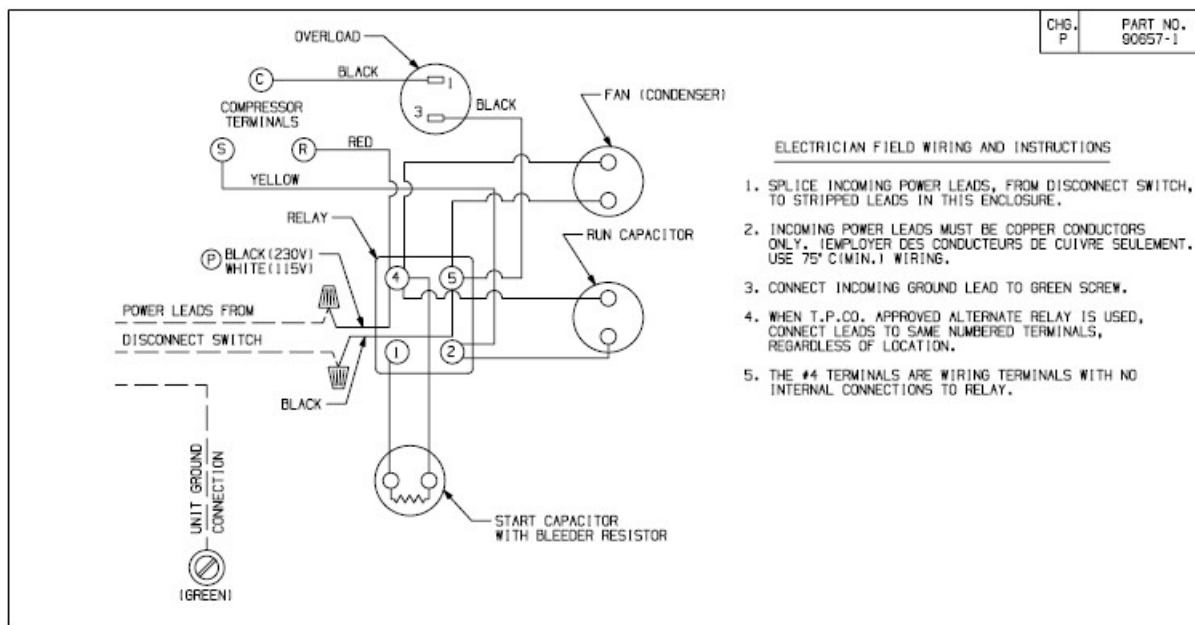 CHG. PART NO.
P 90657-1
OVERLOAD
C
BLACK
1
3
BLACK
FAN (CONDENSER)
COMPRESSOR
TERMINALS
S
R
RED
YELLOW
RELAY
RUN CAPACITOR
P BLACK(230V)
WHITE(115V)
4
5
POWER LEADS FROM
DISCONNECT SWITCH
1
2
BLACK
UNIT GROUND
CONNECTION
START CAPACITOR
WITH BLEEDER RESISTOR
(GREEN)
ELECTRICIAN FIELD WIRING AND INSTRUCTIONS
1. SPLICE INCOMING POWER LEADS, FROM DISCONNECT SWITCH,
TO STRIPPED LEADS IN THIS ENCLOSURE.
2. INCOMING POWER LEADS MUST BE COPPER CONDUCTORS
ONLY. (EMPLOYER DES CONDUCTEURS DE CUIVRE SEULEMENT.
USE 75° C(MIN.) WIRING.
3. CONNECT INCOMING GROUND LEAD TO GREEN SCREW.
4. WHEN T.P.CO. APPROVED ALTERNATE RELAY IS USED,
CONNECT LEADS TO SAME NUMBERED TERMINALS,
REGARDLESS OF LOCATION.
5. THE #4 TERMINALS ARE WIRING TERMINALS WITH NO
INTERNAL CONNECTIONS TO RELAY.